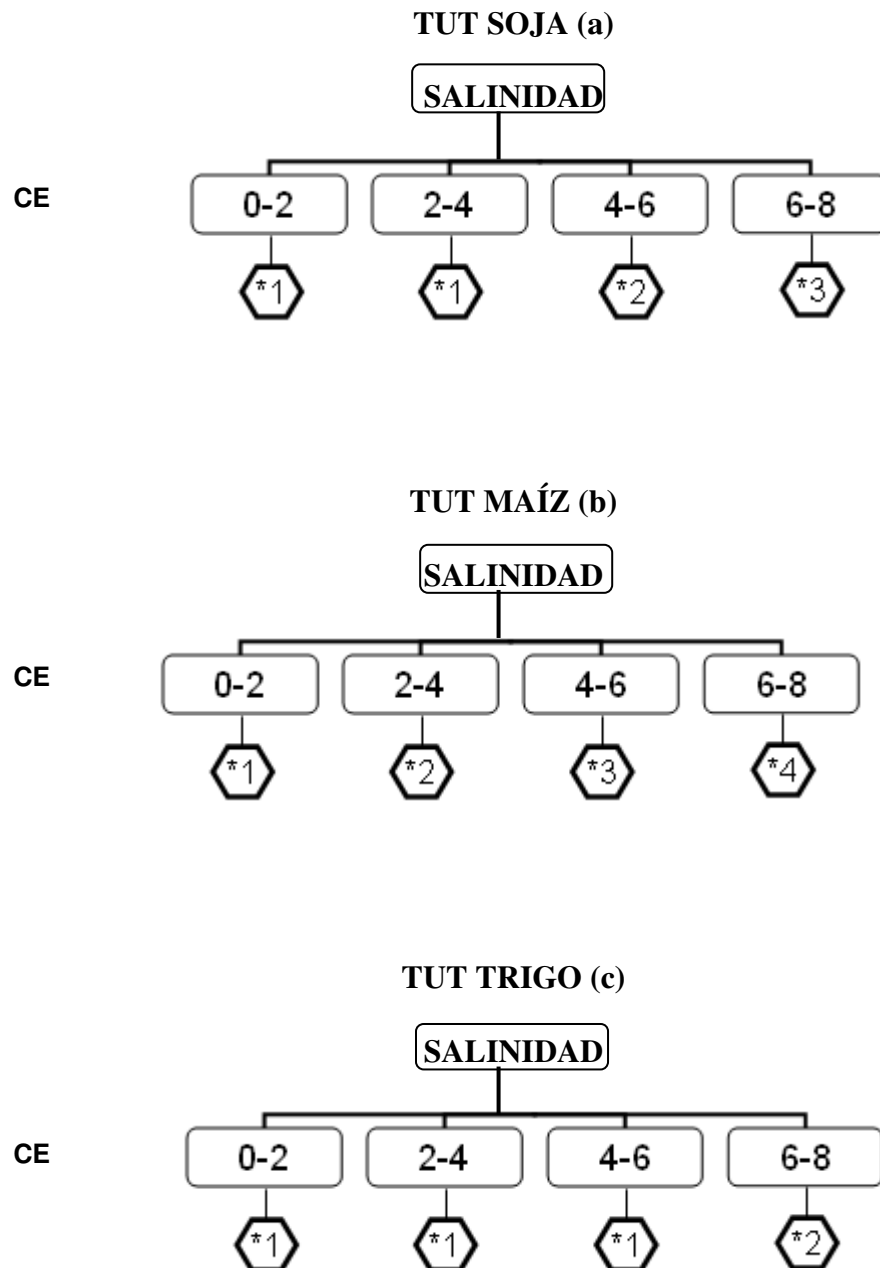 TUT SOJA (a)
SALINIDAD
CE 0-2 2-4 4-6 6-8
*1 *1 *2 *3
TUT MAÍZ (b)
SALINIDAD
CE 0-2 2-4 4-6 6-8
*1 *2 *3 *4
TUT TRIGO (c)
SALINIDAD
CE 0-2 2-4 4-6 6-8
*1 *1 *1 *2